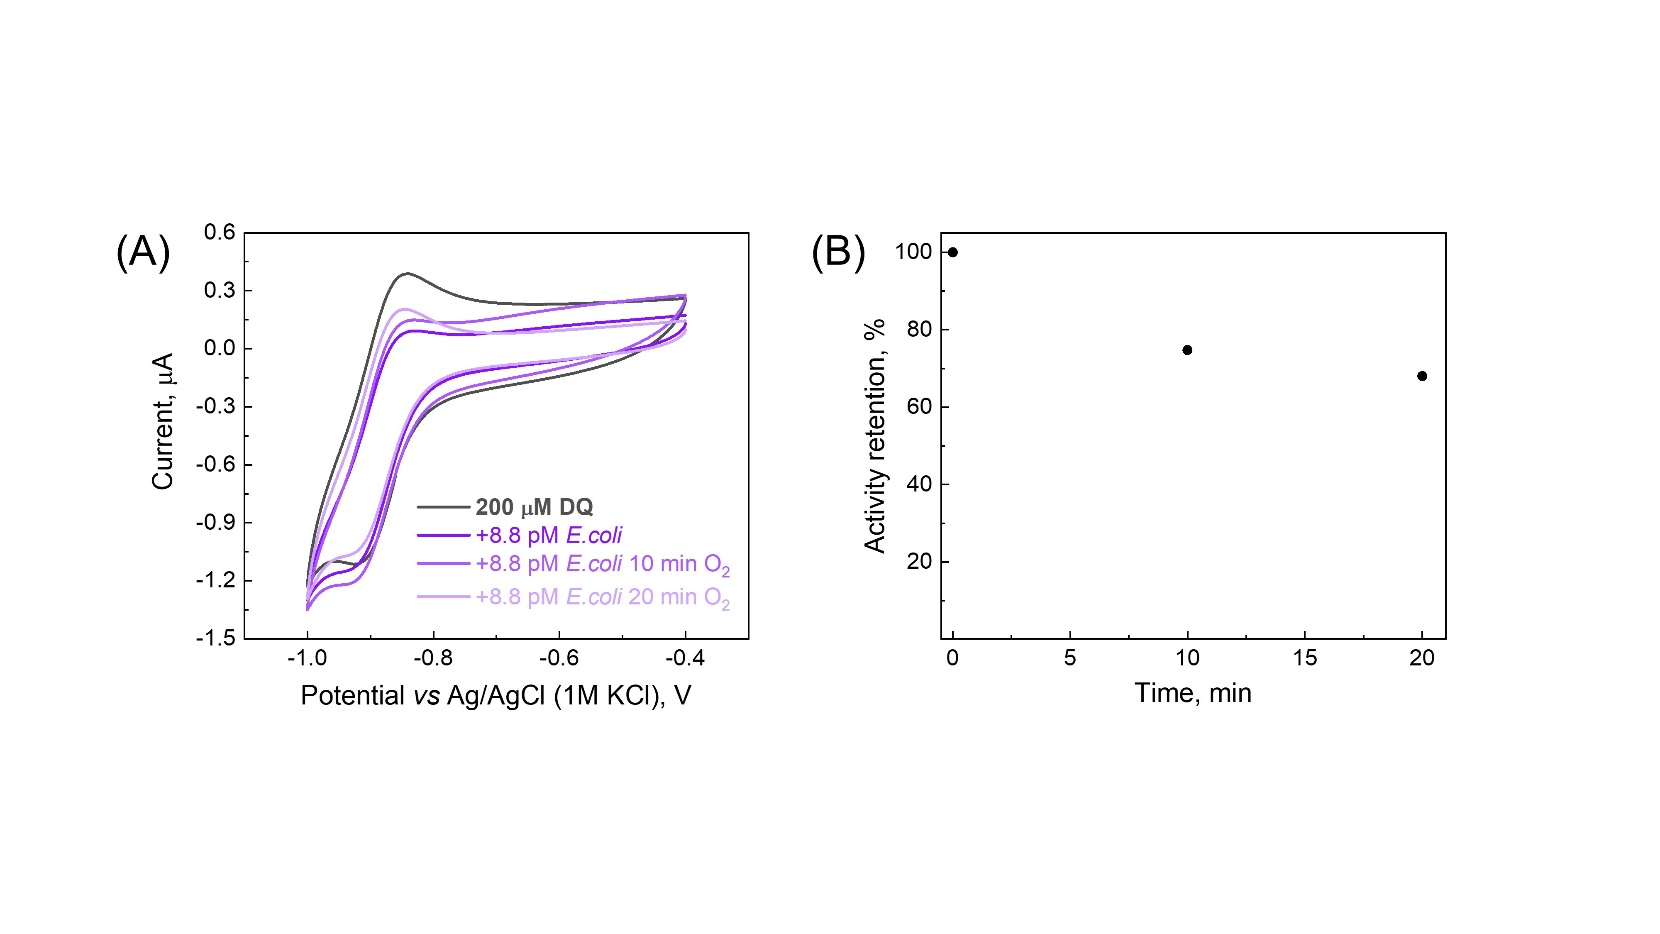 (A)
0.6
0.3
0.0
-0.3
-0.6
-0.9
-1.2
-1.5
Current, μA
200 μM DQ
+8.8 pM E.coli
+8.8 pM E.coli 10 min O2
+8.8 pM E.coli 20 min O2
-1.0 -0.8 -0.6 -0.4
Potential vs Ag/AgCl (1M KCl), V
(B)
100
80
60
40
20
Activity retention, %
0 5 10 15 20
Time, min